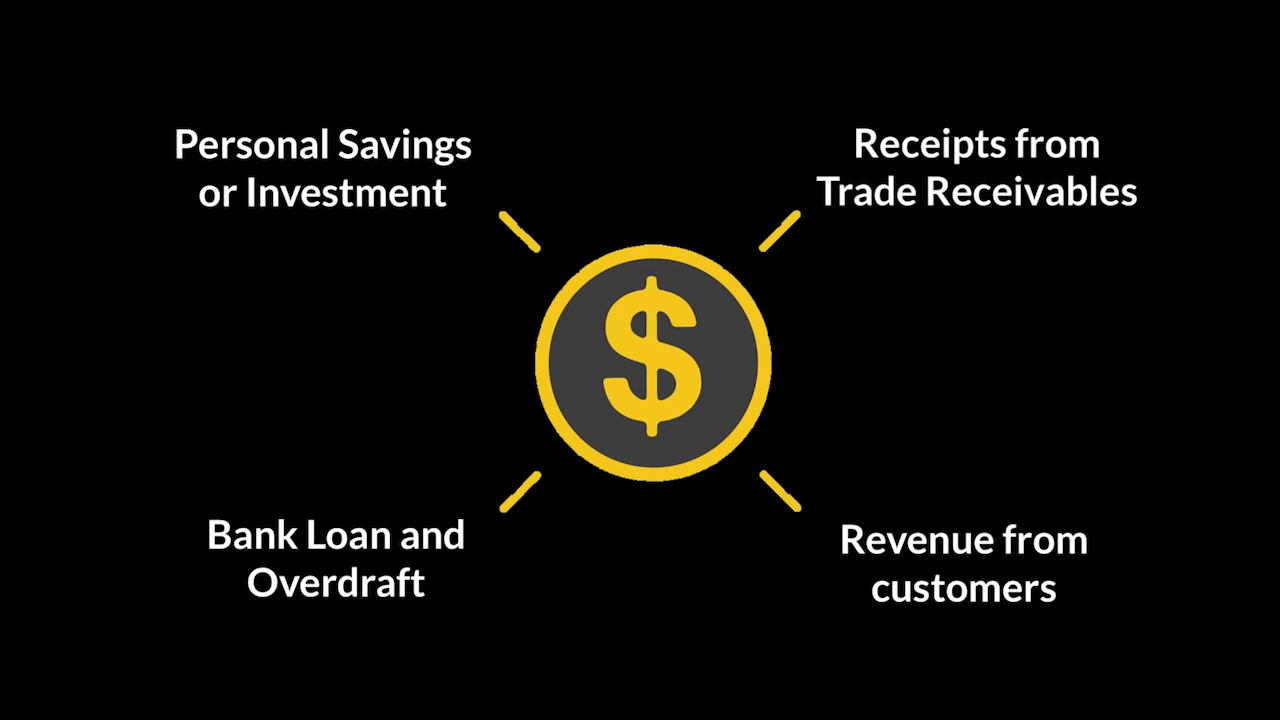 Personal Savings
or Investment
Receipts from
Trade Receivables
$
Bank Loan and
Overdraft
Revenue from
customers